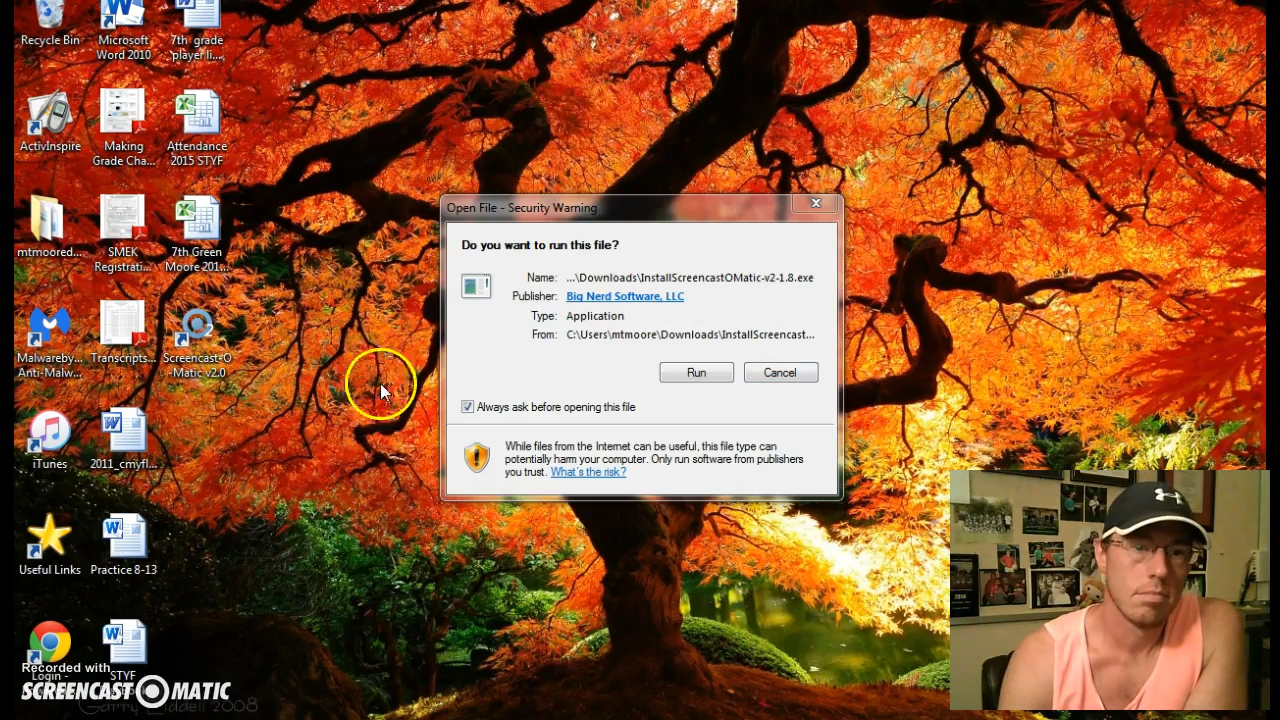 Recycle Bin
Microsoft
Word 2010
7th grade
player li...
ActivInspire
Making
Grade Cha...
Attendance
2015 STYF
mtmoored...
SMEK
Registrati...
7th Green
Moore 201...
Malwareby...
Anti-Malw...
Transcripts...
Screencast-O
-Matic v2.0
iTunes
2011_cmyfl...
Useful Links
Practice 8-13
Login -
STYF
Recorded with
SCREENCAST O MATIC
Garry Liddell 2008
Open File - Security Warning
Do you want to run this file?
Name: ...\Downloads\InstallScreencastOMatic-v2-1.8.exe
Publisher: Big Nerd Software, LLC
Type: Application
From: C:\Users\mtmoore\Downloads\InstallScreencast...
Run Cancel
Always ask before opening this file
While files from the Internet can be useful, this file type can
potentially harm your computer. Only run software from publishers
you trust. What's the risk?